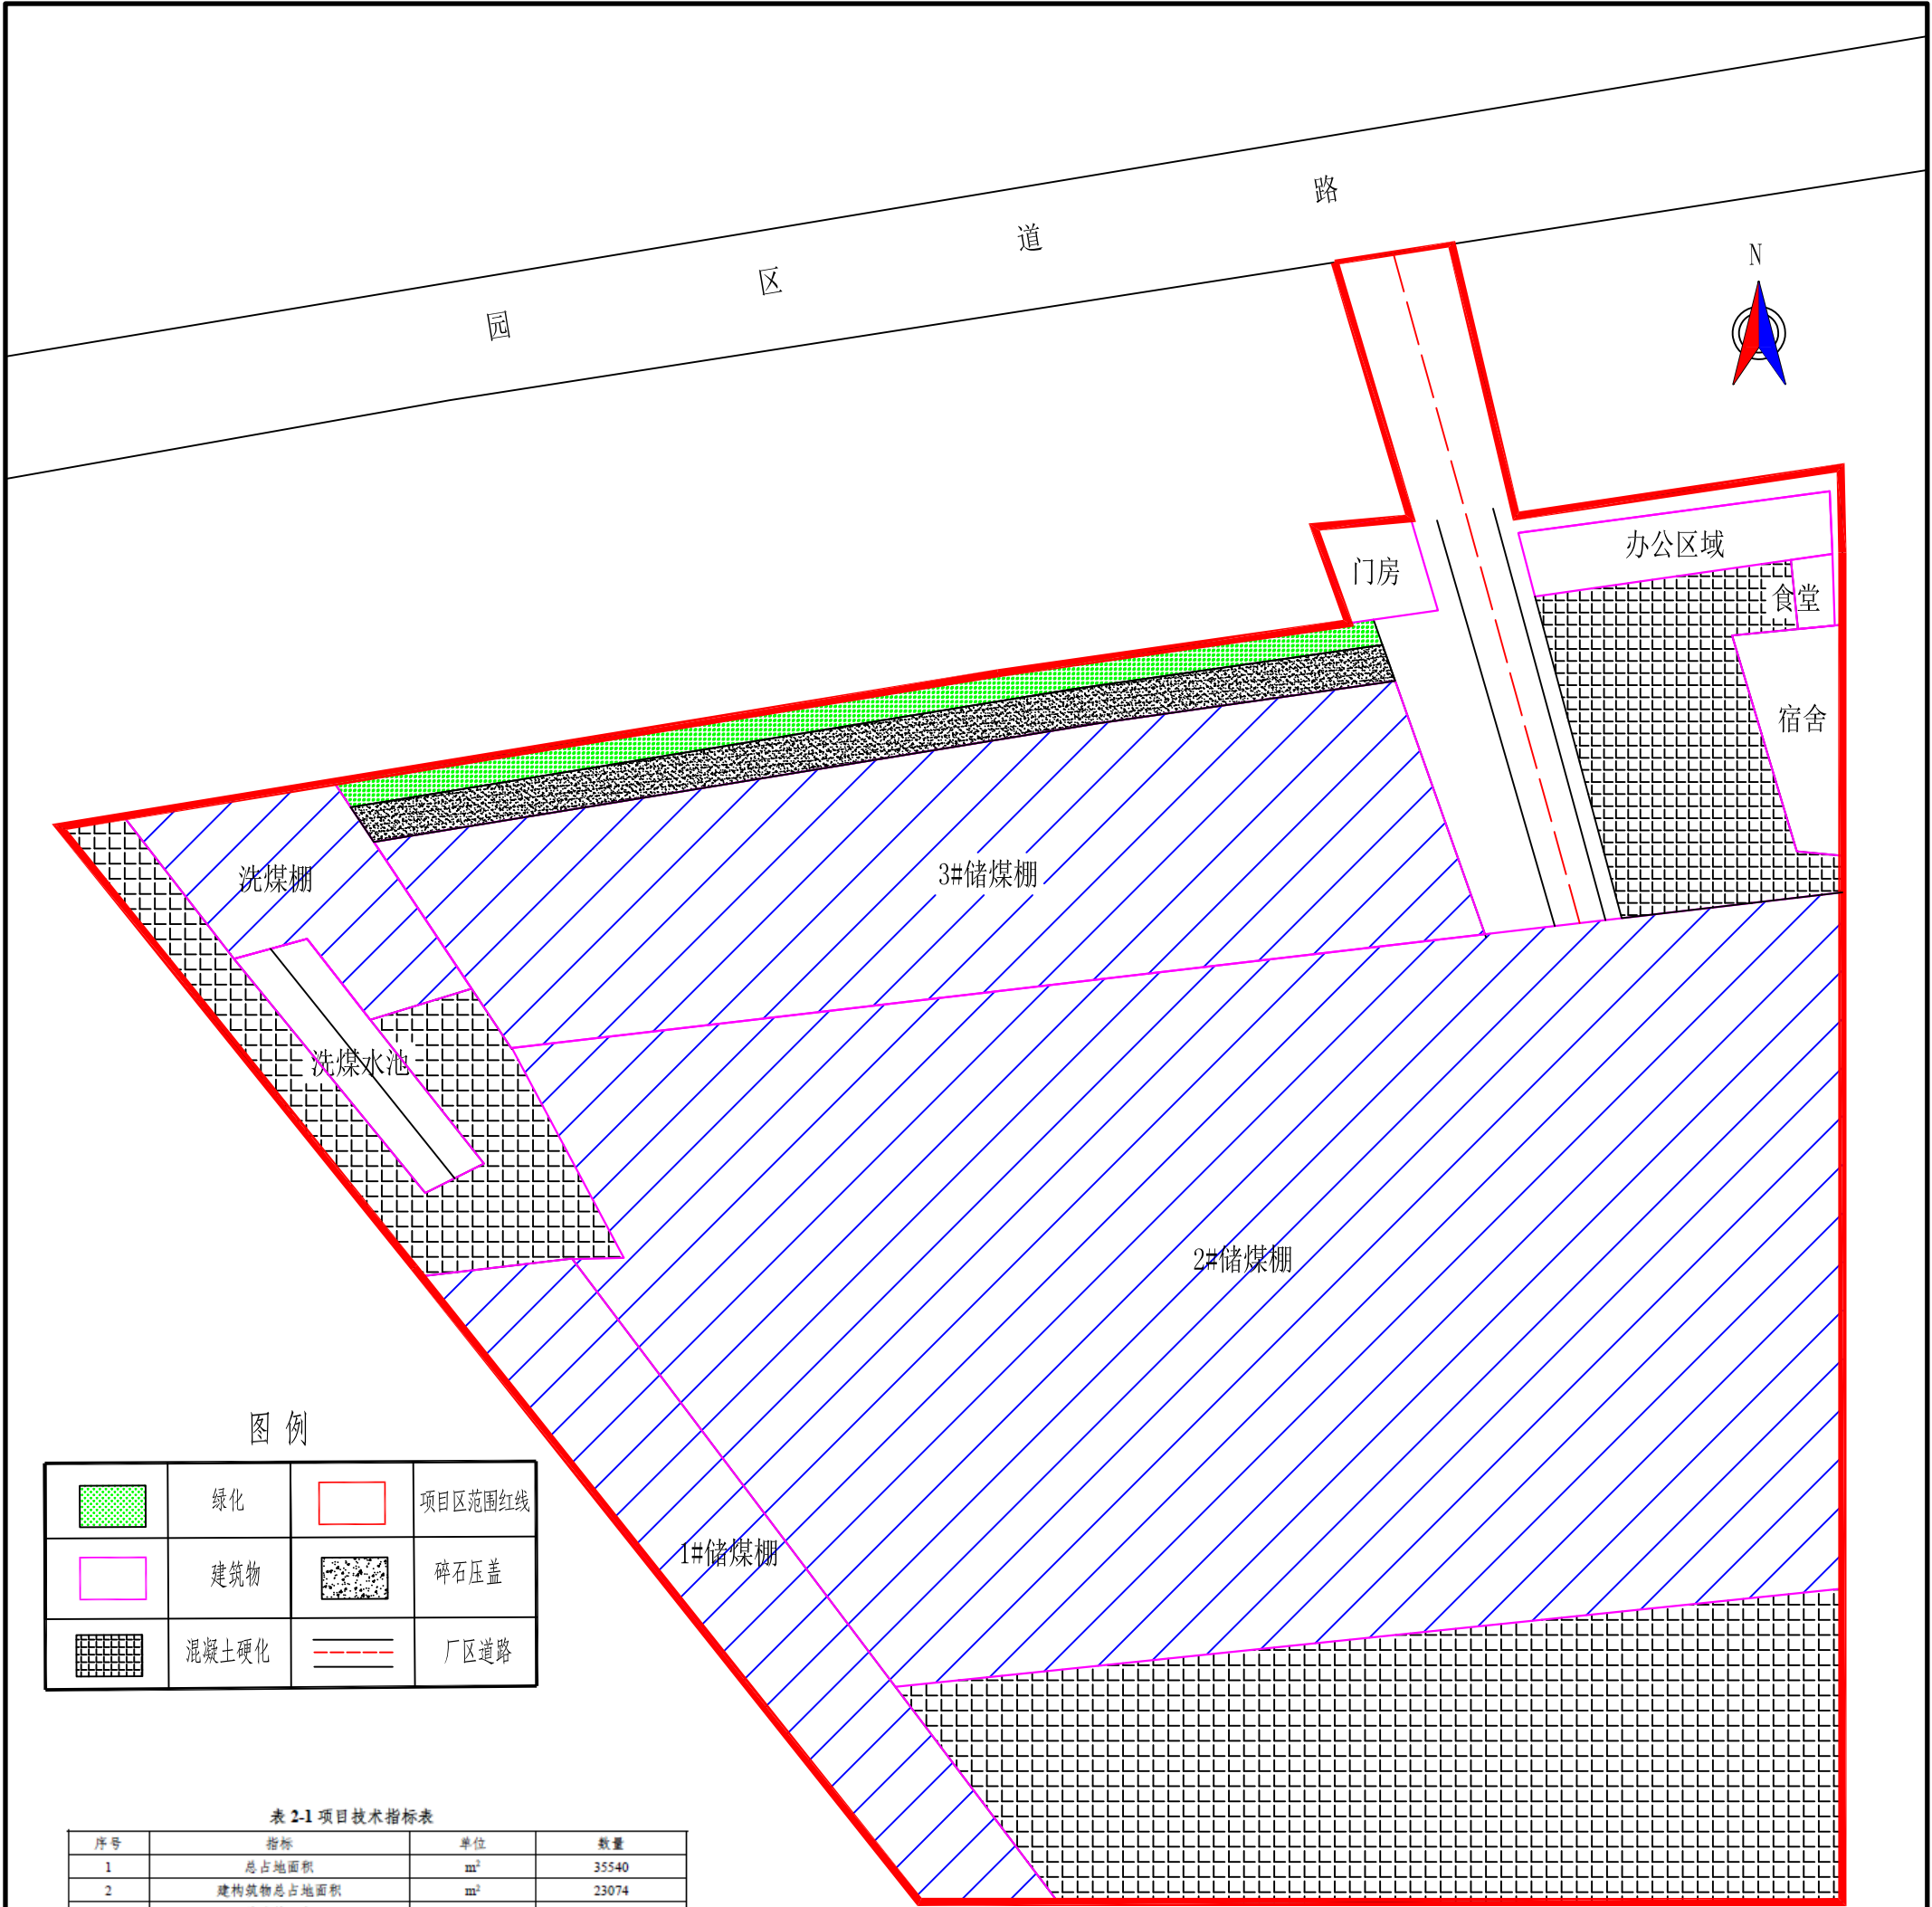 园 区 道 路
N
办公区域
门房
食堂
宿舍
洗煤棚
3#储煤棚
洗煤水池
2#储煤棚
1#储煤棚
图 例
绿化 项目区范围红线
建筑物 碎石压盖
混凝土硬化 厂区道路
表 2-1 项目技术指标表
序号 指标 单位 数量
1 总占地面积 m² 35540
2 建构筑物总占地面积 m² 23074